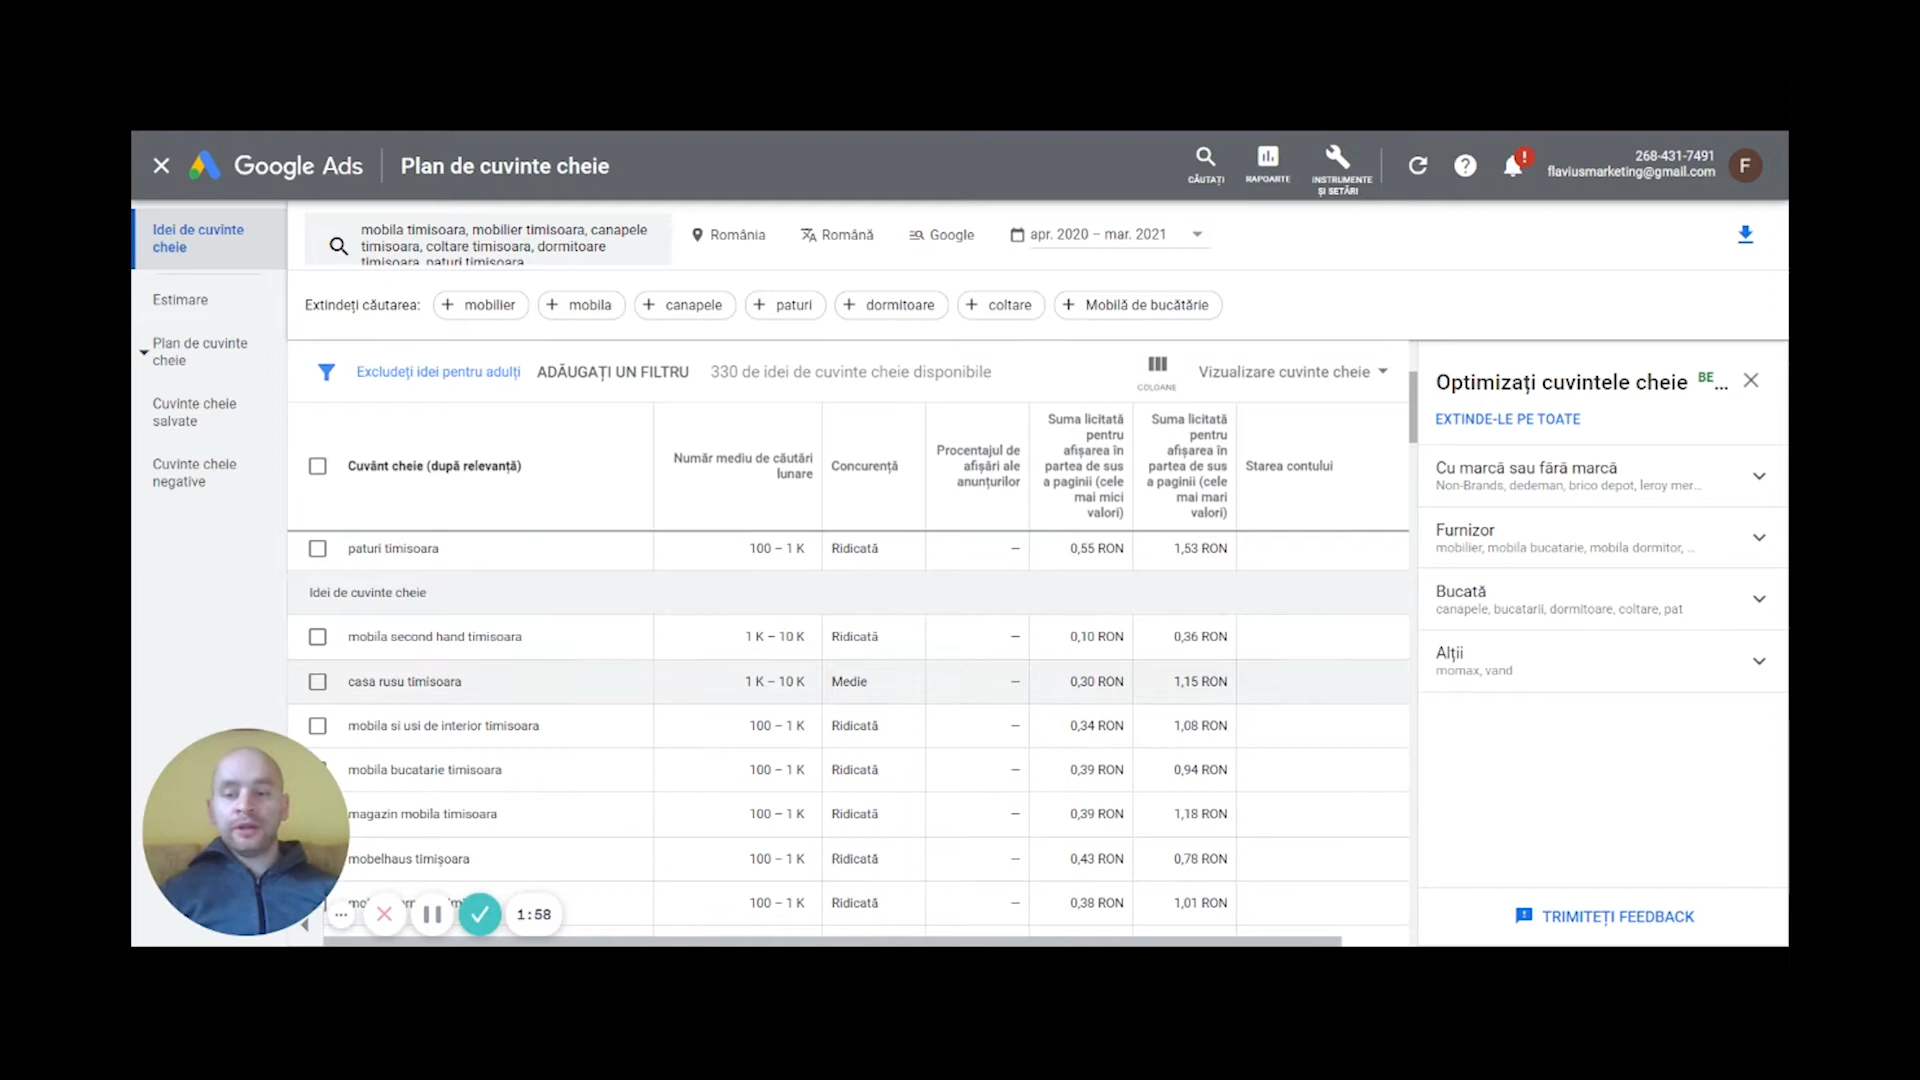 Google Ads
Plan de cuvinte cheie
CĂUTAȚI
RAPOARTE
INSTRUMENTE
ȘI SETĂRI
!
268-431-7491
flaviusmarketing@gmail.com
F
Idei de cuvinte
cheie
Estimare
Plan de cuvinte
cheie
Cuvinte cheie
salvate
Cuvinte cheie
negative
mobila timisoara, mobilier timisoara, canapele
timisoara, coltare timisoara, dormitoare
timisoara, paturi timisoara
România
Română
Google
apr. 2020 – mar. 2021
Extindeți căutarea:
+ mobilier
+ mobila
+ canapele
+ paturi
+ dormitoare
+ coltare
+ Mobilă de bucătărie
Excludeți idei pentru adulți
ADĂUGAȚI UN FILTRU
330 de idei de cuvinte cheie disponibile
COLOANE
Vizualizare cuvinte cheie
Cuvânt cheie (după relevanță)
Număr mediu de căutări
lunare
Concurență
Procentajul de
afișări ale
anunțurilor
Suma licitată
pentru
afișarea în
partea de sus
a paginii (cele
mai mici
valori)
Suma licitată
pentru
afișarea în
partea de sus
a paginii (cele
mai mari
valori)
Starea contului
paturi timisoara 100 – 1 K Ridicată – 0,55 RON 1,53 RON
Idei de cuvinte cheie
mobila second hand timisoara 1 K – 10 K Ridicată – 0,10 RON 0,36 RON
casa rusu timisoara 1 K – 10 K Medie – 0,30 RON 1,15 RON
mobila si usi de interior timisoara 100 – 1 K Ridicată – 0,34 RON 1,08 RON
mobila bucatarie timisoara 100 – 1 K Ridicată – 0,39 RON 0,94 RON
magazin mobila timisoara 100 – 1 K Ridicată – 0,39 RON 1,18 RON
mobelhaus timișoara 100 – 1 K Ridicată – 0,43 RON 0,78 RON
100 – 1 K Ridicată – 0,38 RON 1,01 RON
1:58
Optimizați cuvintele cheie BE...
EXTINDE-LE PE TOATE
Cu marcă sau fără marcă
Non-Brands, dedeman, brico depot, leroy mer...
Furnizor
mobilier, mobila bucatarie, mobila dormitor, ...
Bucată
canapele, bucatarii, dormitoare, coltare, pat
Alții
momax, vand
TRIMITEȚI FEEDBACK